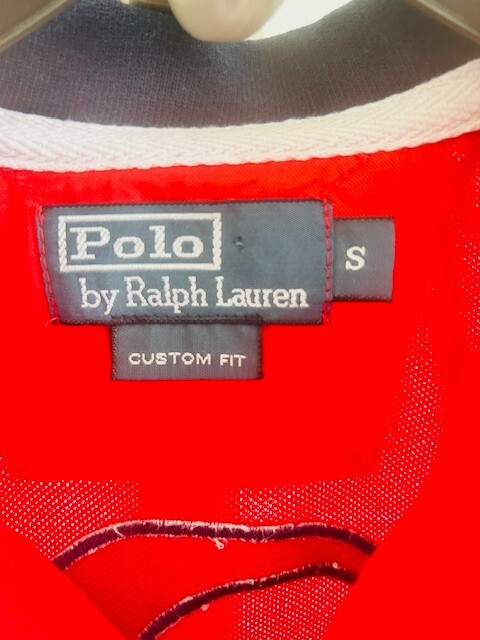 Polo
by Ralph Lauren
S
CUSTOM FIT